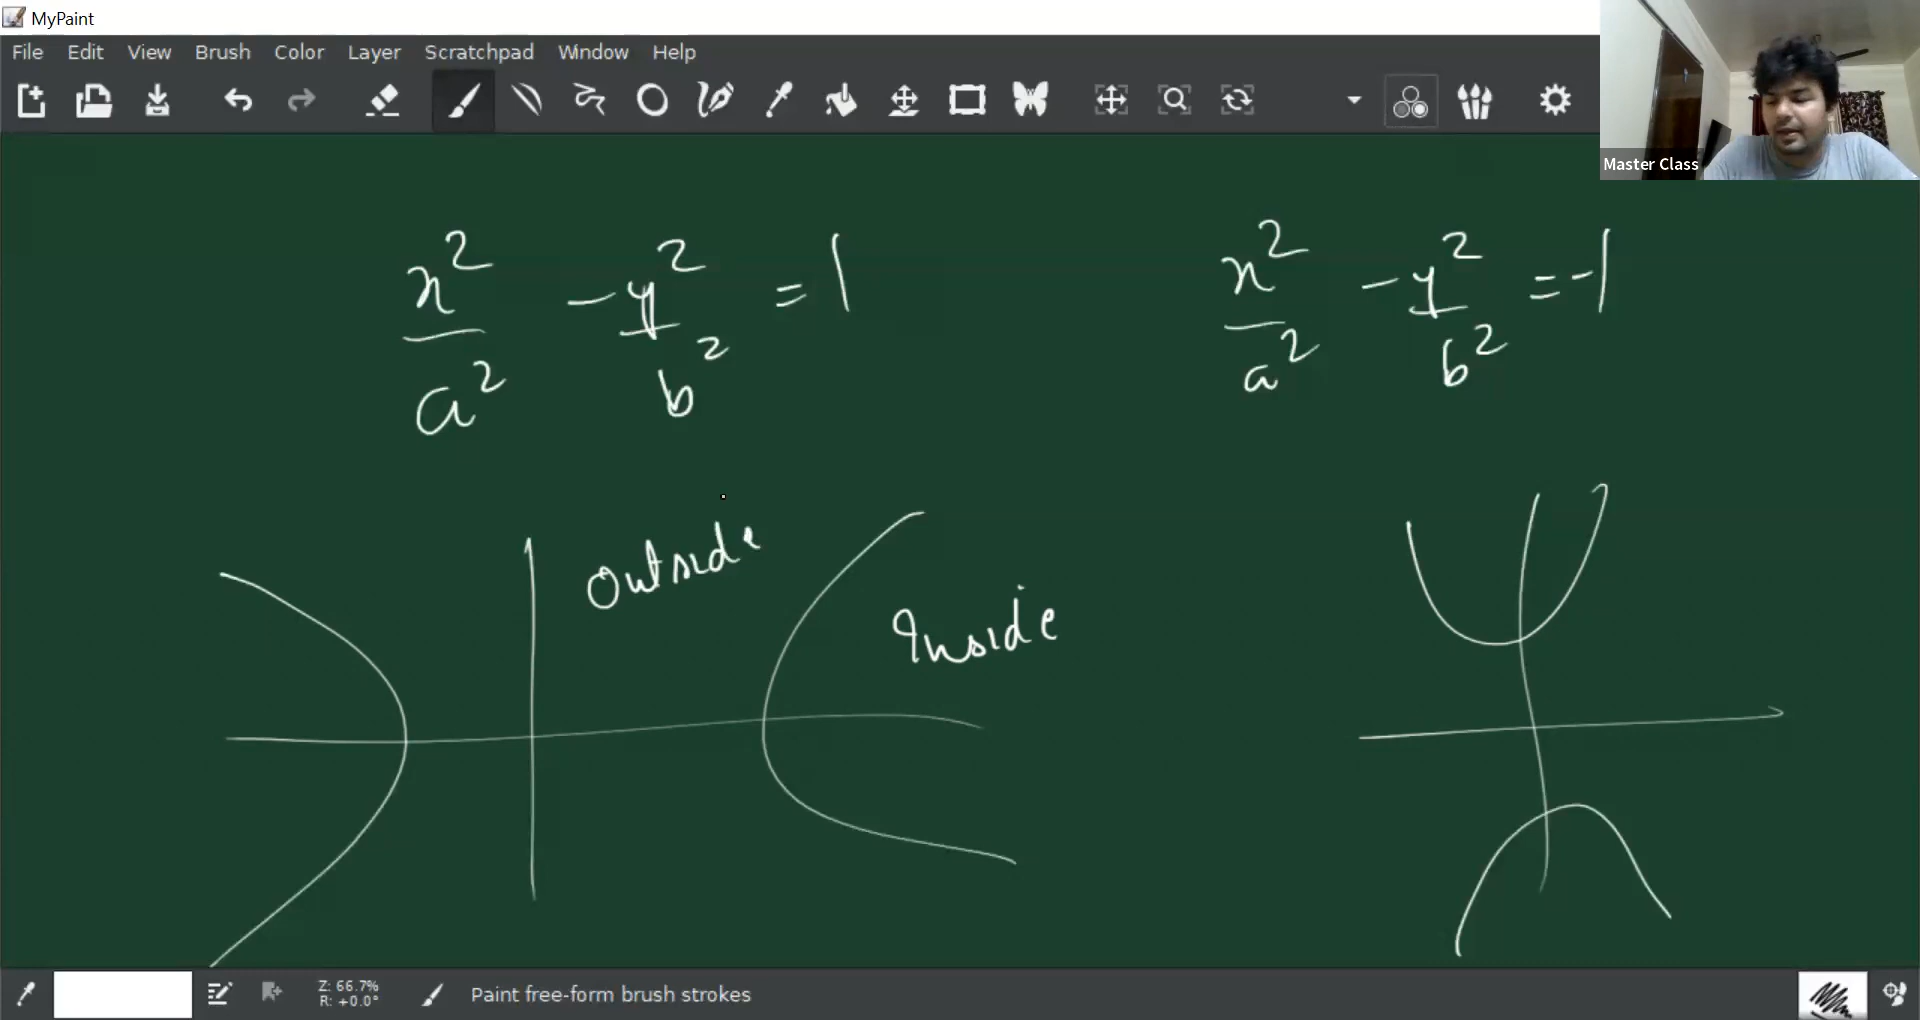 MyPaint
File Edit View Brush Color Layer Scratchpad Window Help
Master Class
x²/a² - y²/b² = 1
x²/a² - y²/b² = -1
Outside
Inside
Z: 66.7%
R: +0.0°
Paint free-form brush strokes